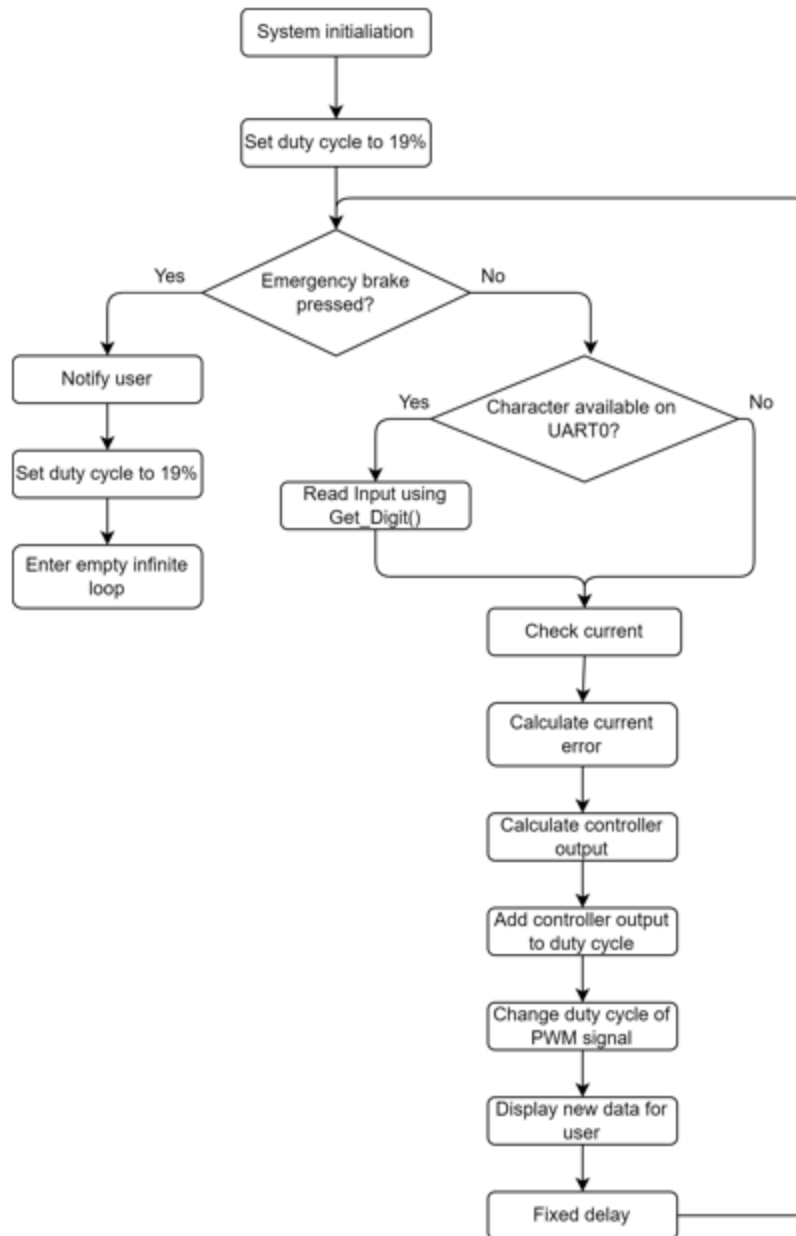 System initialiation
Set duty cycle to 19%
Emergency brake
pressed?
Yes
No
Notify user
Set duty cycle to 19%
Enter empty infinite
loop
Character available on
UART0?
Yes
No
Read Input using
Get_Digit()
Check current
Calculate current
error
Calculate controller
output
Add controller output
to duty cycle
Change duty cycle of
PWM signal
Display new data for
user
Fixed delay